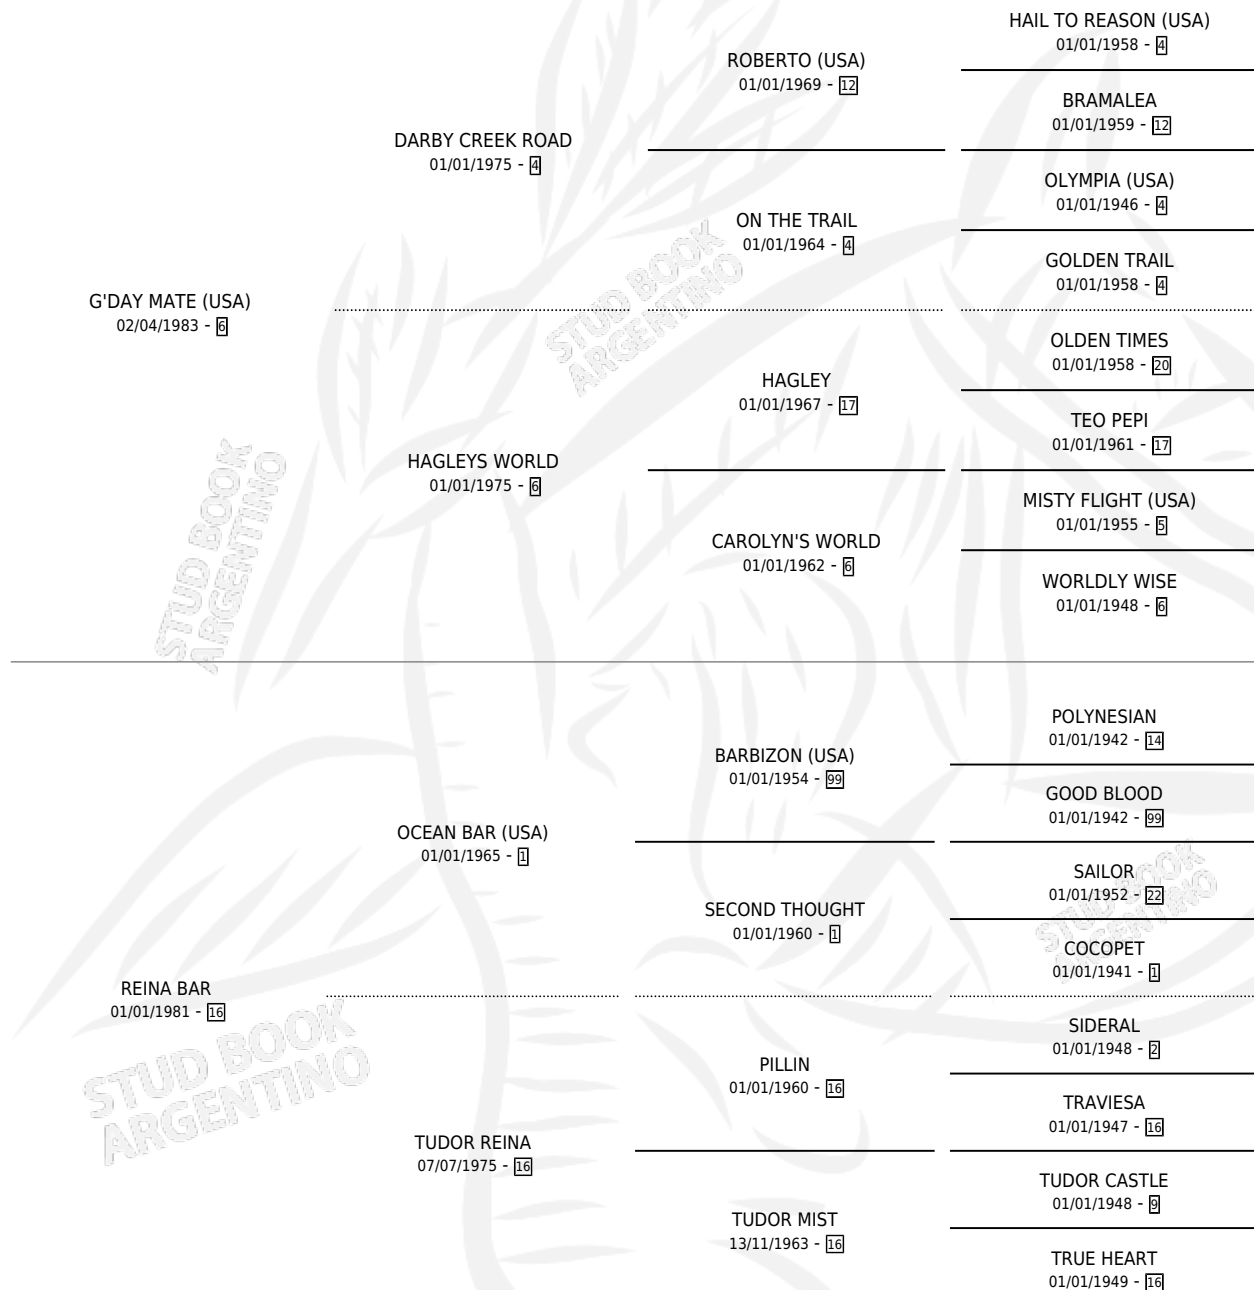 HAIL TO REASON (USA)
01/01/1958 - 4
ROBERTO (USA)
01/01/1969 - 12
BRAMALEA
01/01/1959 - 12
DARBY CREEK ROAD
01/01/1975 - 4
OLYMPIA (USA)
01/01/1946 - 4
ON THE TRAIL
01/01/1964 - 4
GOLDEN TRAIL
01/01/1958 - 4
G'DAY MATE (USA)
02/04/1983 - 6
OLDEN TIMES
01/01/1958 - 20
HAGLEY
01/01/1967 - 17
TEO PEPI
01/01/1961 - 17
HAGLEYS WORLD
01/01/1975 - 6
MISTY FLIGHT (USA)
01/01/1955 - 5
CAROLYN'S WORLD
01/01/1962 - 6
WORLDLY WISE
01/01/1948 - 6
POLYNESIAN
01/01/1942 - 14
BARBIZON (USA)
01/01/1954 - 99
GOOD BLOOD
01/01/1942 - 99
OCEAN BAR (USA)
01/01/1965 - 1
SAILOR
01/01/1952 - 22
SECOND THOUGHT
01/01/1960 - 1
COCOPET
01/01/1941 - 1
REINA BAR
01/01/1981 - 16
SIDERAL
01/01/1948 - 2
PILLIN
01/01/1960 - 16
TRAVIESA
01/01/1947 - 16
TUDOR REINA
07/07/1975 - 16
TUDOR CASTLE
01/01/1948 - 9
TUDOR MIST
13/11/1963 - 16
TRUE HEART
01/01/1949 - 16
STUD BOOK
ARGENTINO
STUD BOOK
ARGENTINO
STUD BOOK
ARGENTINO
STUD BOOK
ARGENTINO